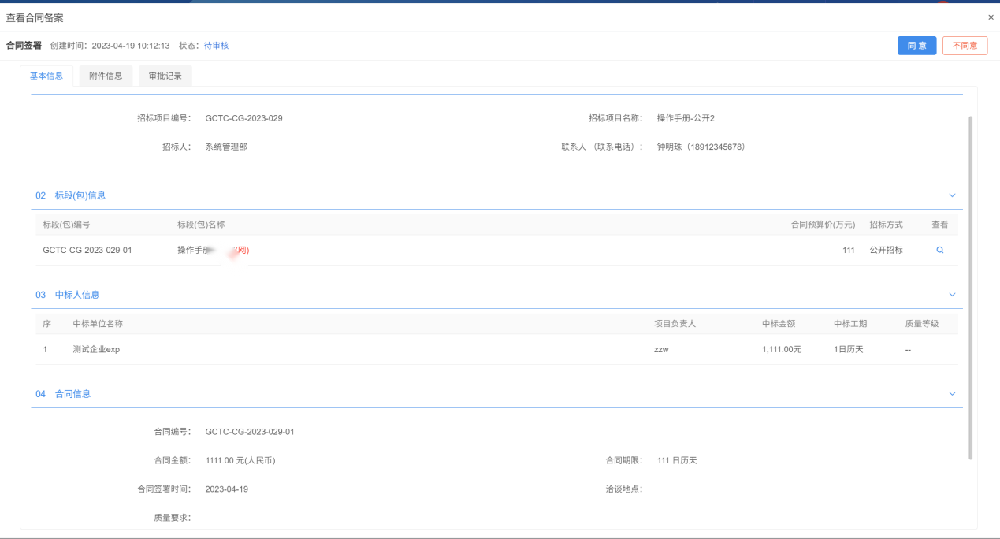 查看合同备案 ×
合同签署 创建时间：2023-04-19 10:12:13 状态：待审核 同 意 不同意
基本信息 附件信息 审批记录
招标项目编号： GCTC-CG-2023-029 招标项目名称： 操作手册-公开2
招标人： 系统管理部 联系人 （联系电话）： 钟明珠（18912345678）
02 标段(包)信息
标段(包)编号 标段(包)名称 合同预算价(万元) 招标方式 查看
GCTC-CG-2023-029-01 操作手册 (网) 111 公开招标
03 中标人信息
序 中标单位名称 项目负责人 中标金额 中标工期 质量等级
1 测试企业exp zzw 1,111.00元 1日历天 --
04 合同信息
合同编号： GCTC-CG-2023-029-01
合同金额： 1111.00 元(人民币) 合同期限： 111 日历天
合同签署时间： 2023-04-19 洽谈地点：
质量要求：